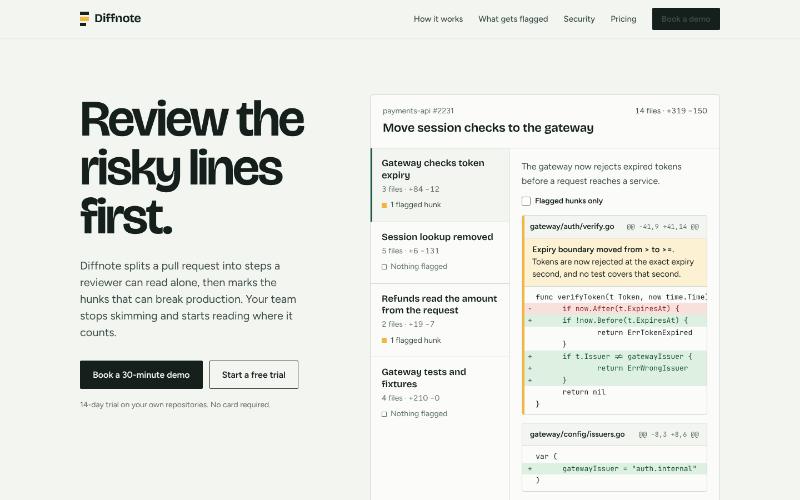 Diffnote
How it works
What gets flagged
Security
Pricing
Book a demo
Review the
risky lines
first.
Diffnote splits a pull request into steps a
reviewer can read alone, then marks the
hunks that can break production. Your team
stops skimming and starts reading where it
counts.
Book a 30-minute demo
Start a free trial
14-day trial on your own repositories. No card required.
payments-api #2231
14 files · +319 −150
Move session checks to the gateway
Gateway checks token
expiry
3 files · +84 −12
1 flagged hunk
Session lookup removed
5 files · +6 −131
Nothing flagged
Refunds read the amount
from the request
2 files · +19 −7
1 flagged hunk
Gateway tests and
fixtures
4 files · +210 −0
Nothing flagged
The gateway now rejects expired tokens
before a request reaches a service.
Flagged hunks only
gateway/auth/verify.go @@ -41,9 +41,14 @@
Expiry boundary moved from > to >=.
Tokens are now rejected at the exact expiry
second, and no test covers that second.
func verifyToken(t Token, now time.Time)
- if now.After(t.ExpiresAt) {
+ if !now.Before(t.ExpiresAt) {
return ErrTokenExpired
}
+ if t.Issuer != gatewayIssuer {
+ return ErrWrongIssuer
+ }
return nil
}
gateway/config/issuers.go @@ -8,3 +8,6 @@
var (
+ gatewayIssuer = "auth.internal"
)